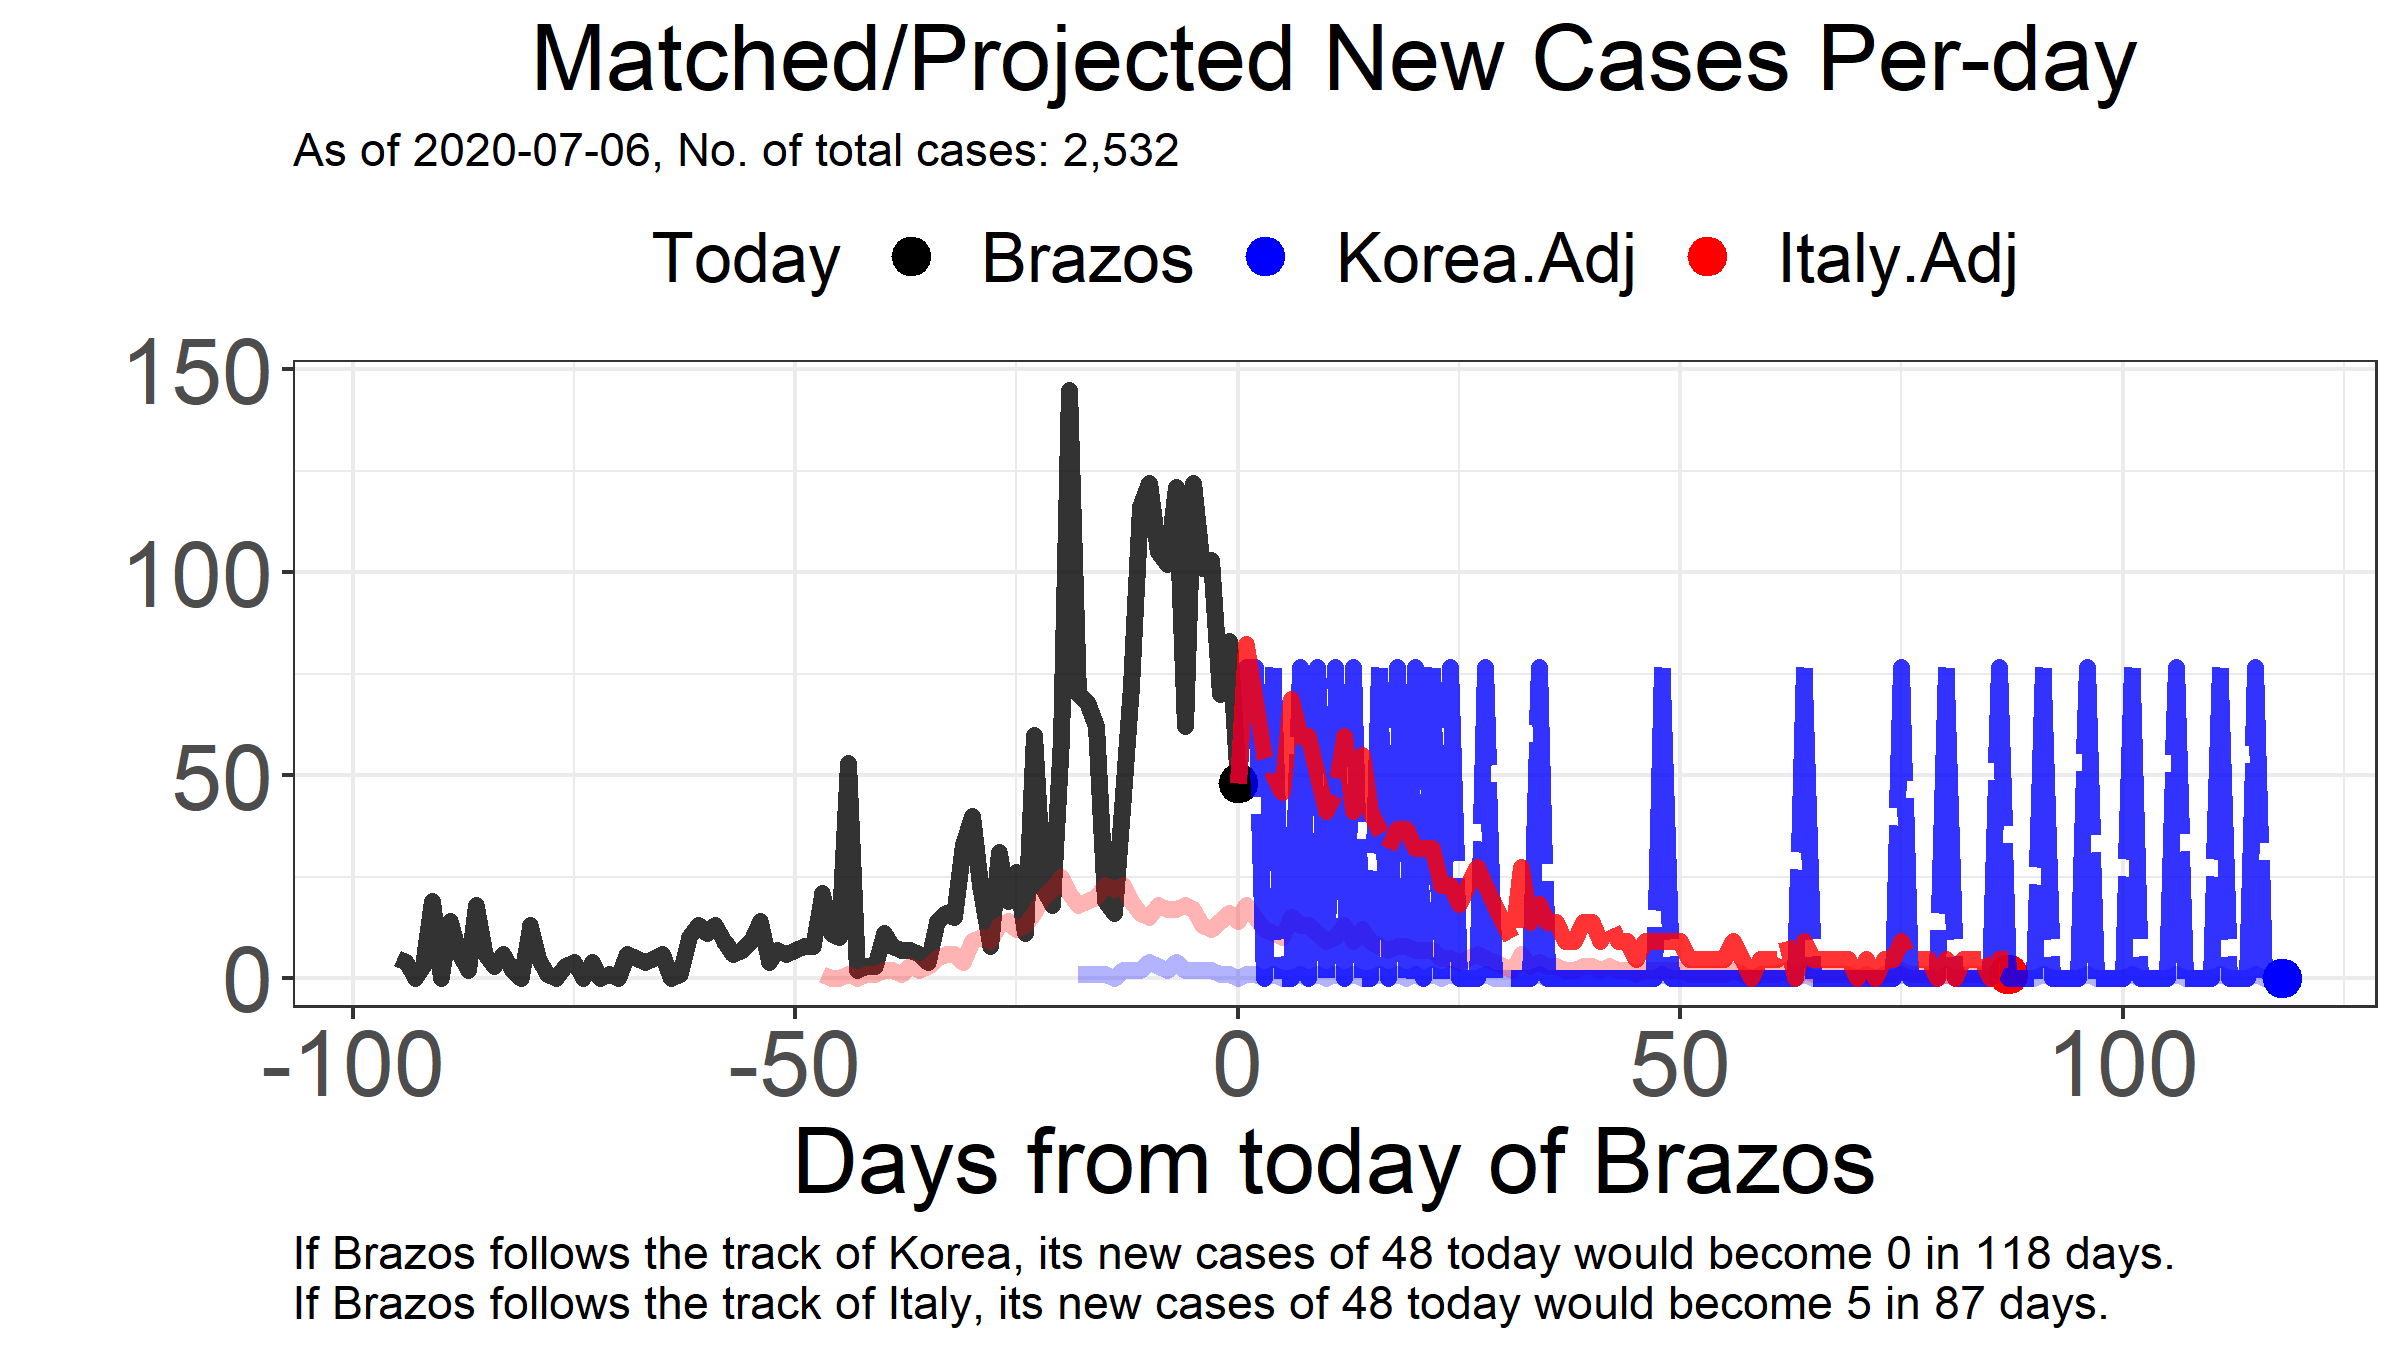 Matched/Projected New Cases Per-day
As of 2020-07-06, No. of total cases: 2,532
Today Brazos Korea.Adj Italy.Adj
150
100
50
0
-100 -50 0 50 100
Days from today of Brazos
If Brazos follows the track of Korea, its new cases of 48 today would become 0 in 118 days.
If Brazos follows the track of Italy, its new cases of 48 today would become 5 in 87 days.